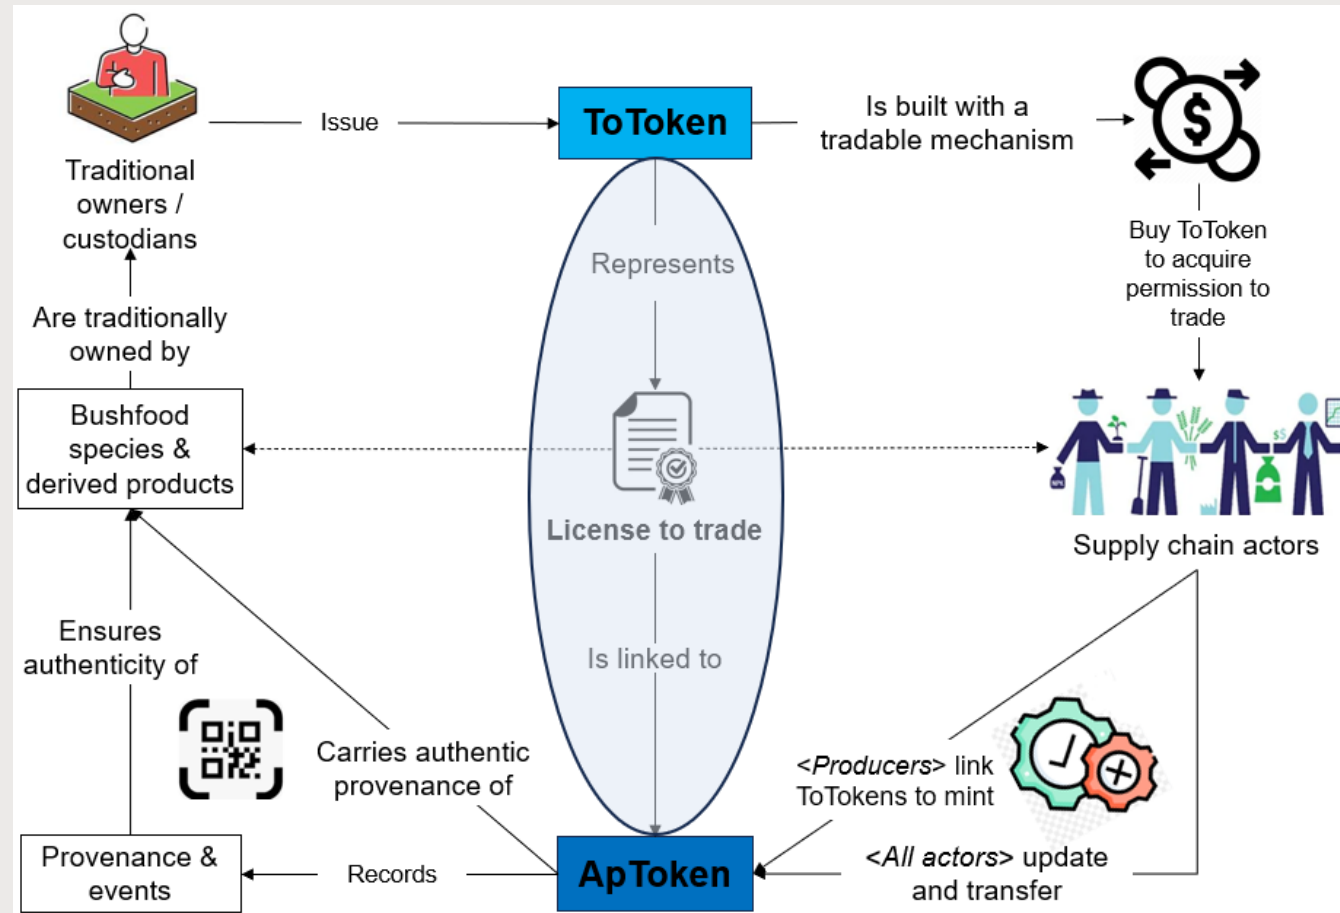 Issue
ToToken
Is built with a
tradable mechanism
$
Traditional
owners /
custodians
Buy ToToken
to acquire
permission to
trade
Represents
Are traditionally
owned by
Bushfood
species &
derived products
NPK
$$
License to trade
Supply chain actors
Ensures
authenticity of
Is linked to
Carries authentic
provenance of
<Producers> link
ToTokens to mint
Provenance &
events
Records
ApToken
<All actors> update
and transfer